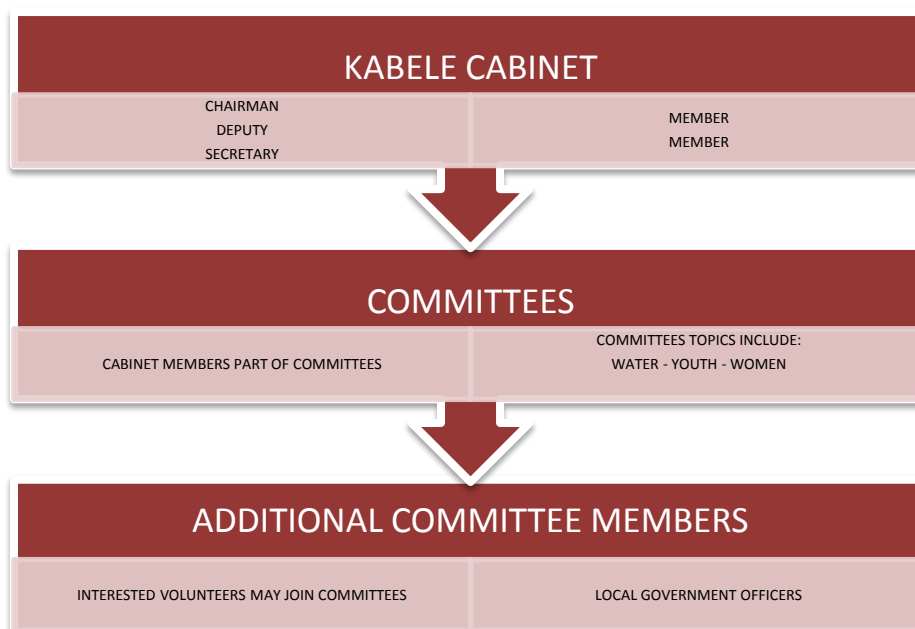 KABELE CABINET
CHAIRMAN
DEPUTY
SECRETARY
MEMBER
MEMBER
COMMITTEES
CABINET MEMBERS PART OF COMMITTEES
COMMITTEES TOPICS INCLUDE:
WATER - YOUTH - WOMEN
ADDITIONAL COMMITTEE MEMBERS
INTERESTED VOLUNTEERS MAY JOIN COMMITTEES
LOCAL GOVERNMENT OFFICERS